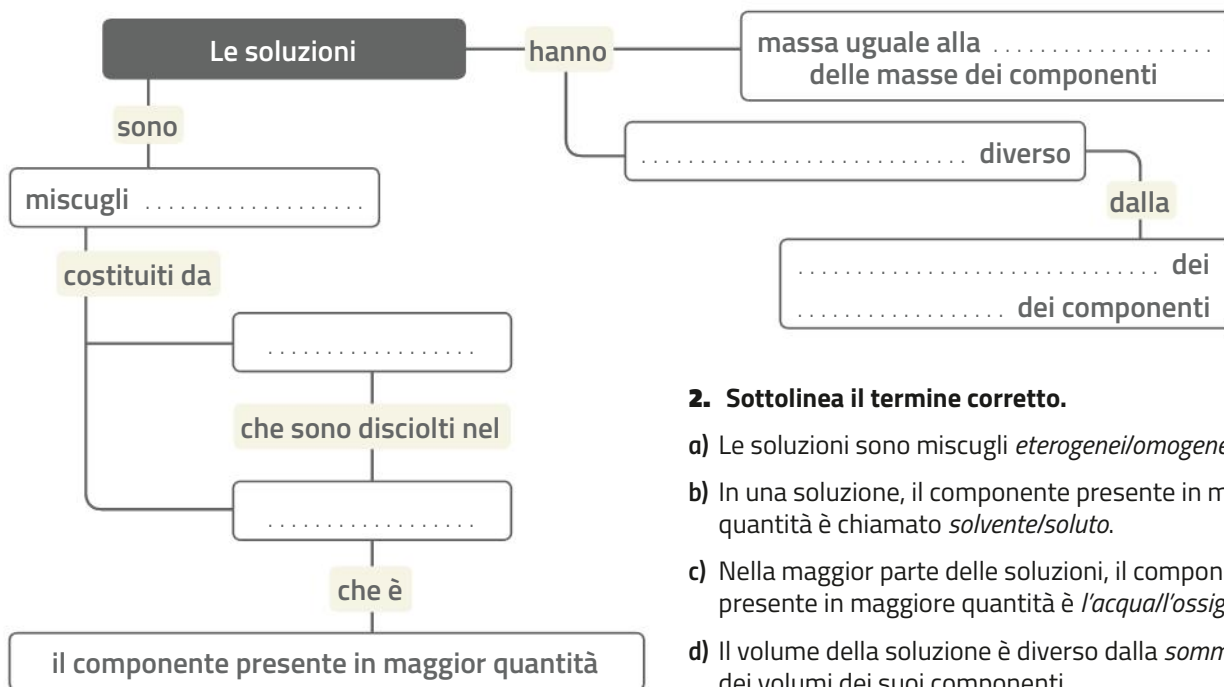 Le soluzioni
hanno
massa uguale alla ...................
delle masse dei componenti
sono
............................ diverso
miscugli ...................
dalla
costituiti da
............................... dei
.................. dei componenti
..................
che sono disciolti nel
..................
che è
il componente presente in maggior quantità
2. Sottolinea il termine corretto.
a) Le soluzioni sono miscugli eterogenei/omogene
b) In una soluzione, il componente presente in m
quantità è chiamato solvente/soluto.
c) Nella maggior parte delle soluzioni, il compon
presente in maggiore quantità è l'acqua/l'ossig
d) Il volume della soluzione è diverso dalla somm
dei volumi dei suoi componenti